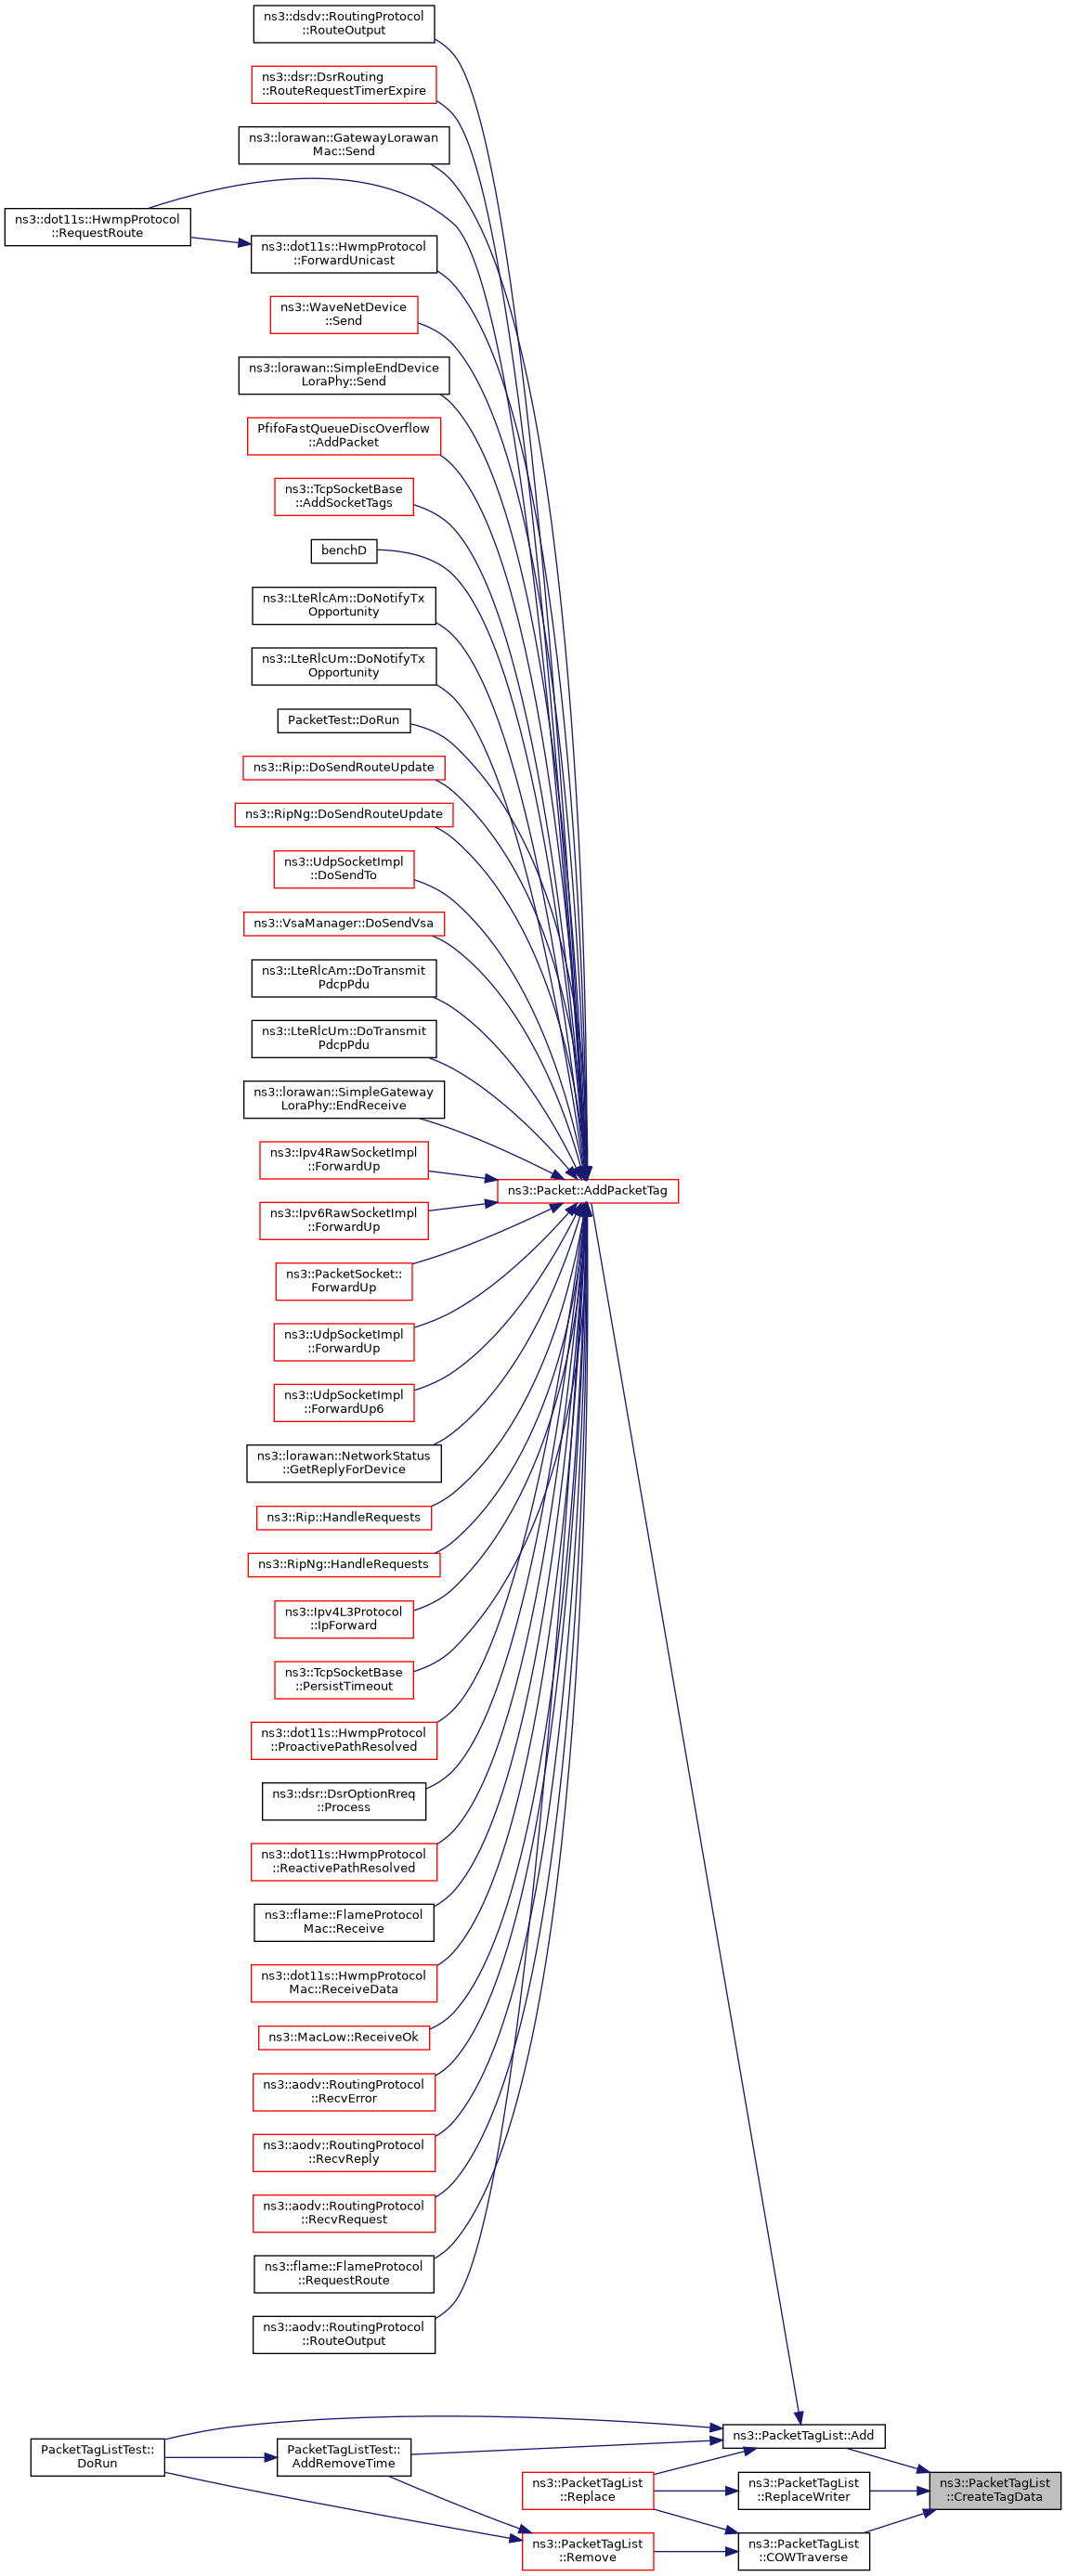 ns3::dsdv::RoutingProtocol
::RouteOutput
ns3::dsr::DsrRouting
::RouteRequestTimerExpire
ns3::lorawan::GatewayLorawan
Mac::Send
ns3::dot11s::HwmpProtocol
::RequestRoute
ns3::dot11s::HwmpProtocol
::ForwardUnicast
ns3::WaveNetDevice
::Send
ns3::lorawan::SimpleEndDevice
LoraPhy::Send
PfifoFastQueueDiscOverflow
::AddPacket
ns3::TcpSocketBase
::AddSocketTags
benchD
ns3::LteRlcAm::DoNotifyTx
Opportunity
ns3::LteRlcUm::DoNotifyTx
Opportunity
PacketTest::DoRun
ns3::Rip::DoSendRouteUpdate
ns3::RipNg::DoSendRouteUpdate
ns3::UdpSocketImpl
::DoSendTo
ns3::VsaManager::DoSendVsa
ns3::LteRlcAm::DoTransmit
PdcpPdu
ns3::LteRlcUm::DoTransmit
PdcpPdu
ns3::lorawan::SimpleGateway
LoraPhy::EndReceive
ns3::Ipv4RawSocketImpl
::ForwardUp
ns3::Packet::AddPacketTag
ns3::Ipv6RawSocketImpl
::ForwardUp
ns3::PacketSocket::
ForwardUp
ns3::UdpSocketImpl
::ForwardUp
ns3::UdpSocketImpl
::ForwardUp6
ns3::lorawan::NetworkStatus
::GetReplyForDevice
ns3::Rip::HandleRequests
ns3::RipNg::HandleRequests
ns3::Ipv4L3Protocol
::IpForward
ns3::TcpSocketBase
::PersistTimeout
ns3::dot11s::HwmpProtocol
::ProactivePathResolved
ns3::dsr::DsrOptionRreq
::Process
ns3::dot11s::HwmpProtocol
::ReactivePathResolved
ns3::flame::FlameProtocol
Mac::Receive
ns3::dot11s::HwmpProtocol
Mac::ReceiveData
ns3::MacLow::ReceiveOk
ns3::aodv::RoutingProtocol
::RecvError
ns3::aodv::RoutingProtocol
::RecvReply
ns3::aodv::RoutingProtocol
::RecvRequest
ns3::flame::FlameProtocol
::RequestRoute
ns3::aodv::RoutingProtocol
::RouteOutput
ns3::PacketTagList::Add
PacketTagListTest::
DoRun
PacketTagListTest::
AddRemoveTime
ns3::PacketTagList
::Replace
ns3::PacketTagList
::ReplaceWriter
ns3::PacketTagList
::CreateTagData
ns3::PacketTagList
::Remove
ns3::PacketTagList
::COWTraverse